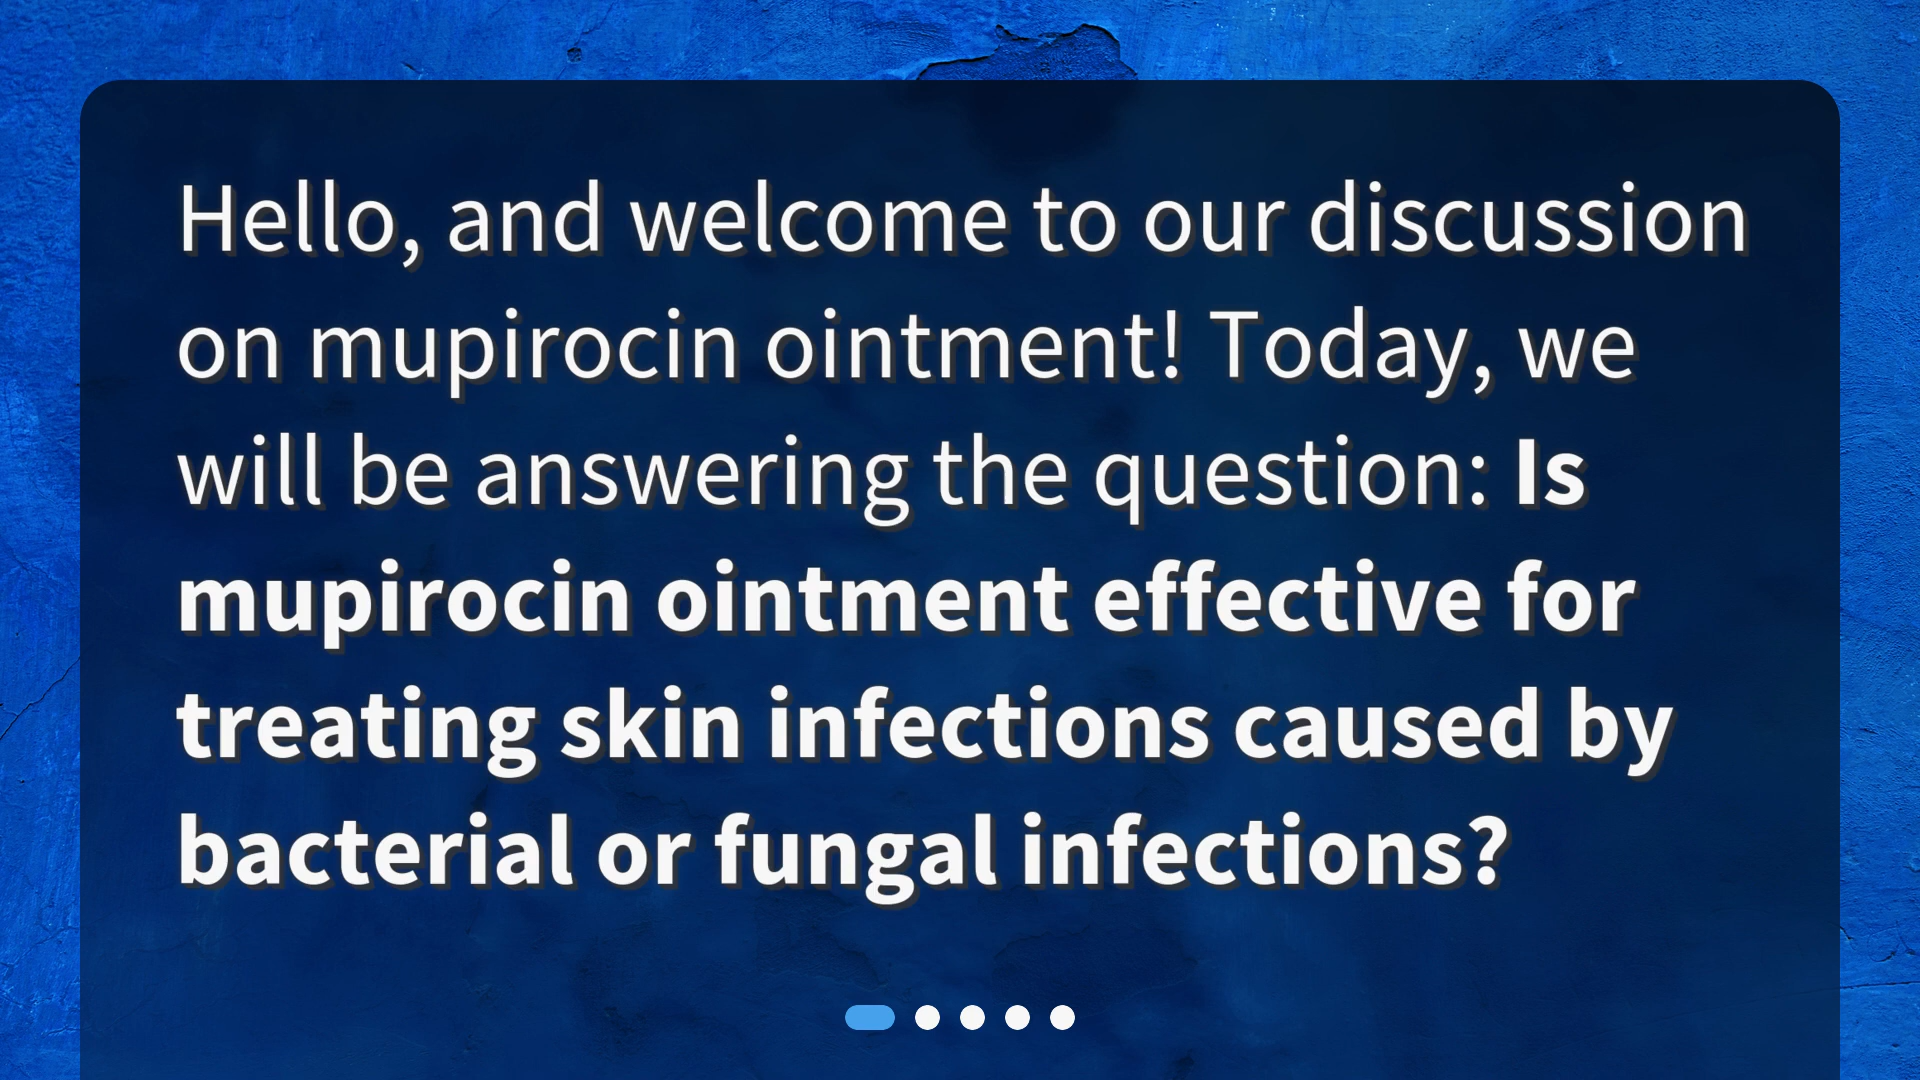 Hello, and welcome to our discussion
on mupirocin ointment! Today, we
will be answering the question: Is
mupirocin ointment effective for
treating skin infections caused by
bacterial or fungal infections?